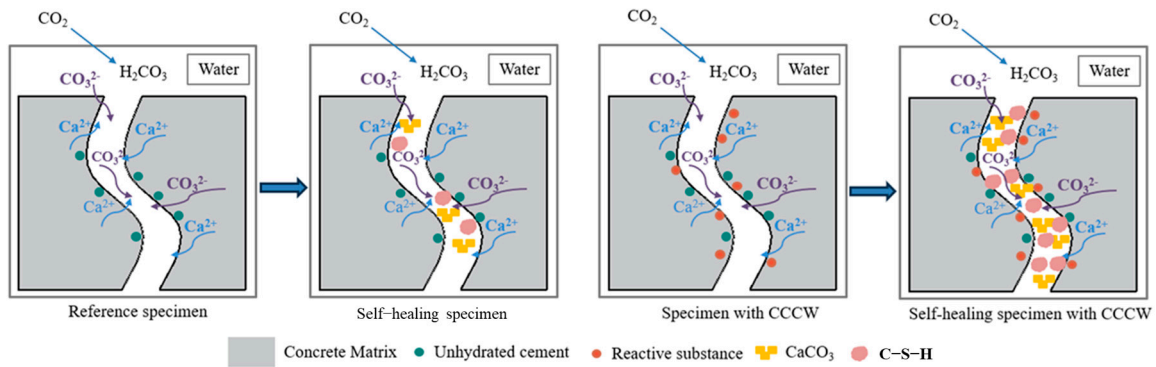 CO₂
CO₂
CO₂
CO₂
H₂CO₃
Water
CO₃²⁻
Ca²⁺
Ca²⁺
CO₃²⁻
CO₃²⁻
Ca²⁺
Ca²⁺
Reference specimen
H₂CO₃
Water
CO₃²⁻
Ca²⁺
Ca²⁺
CO₃²⁻
CO₃²⁻
Ca²⁺
Ca²⁺
Self−healing specimen
H₂CO₃
Water
CO₃²⁻
Ca²⁺
Ca²⁺
CO₃²⁻
CO₃²⁻
Ca²⁺
Ca²⁺
Specimen with CCCW
H₂CO₃
Water
CO₃²⁻
Ca²⁺
Ca²⁺
CO₃²⁻
CO₃²⁻
Ca²⁺
Ca²⁺
Self-healing specimen with CCCW
Concrete Matrix
Unhydrated cement
Reactive substance
CaCO₃
C−S−H